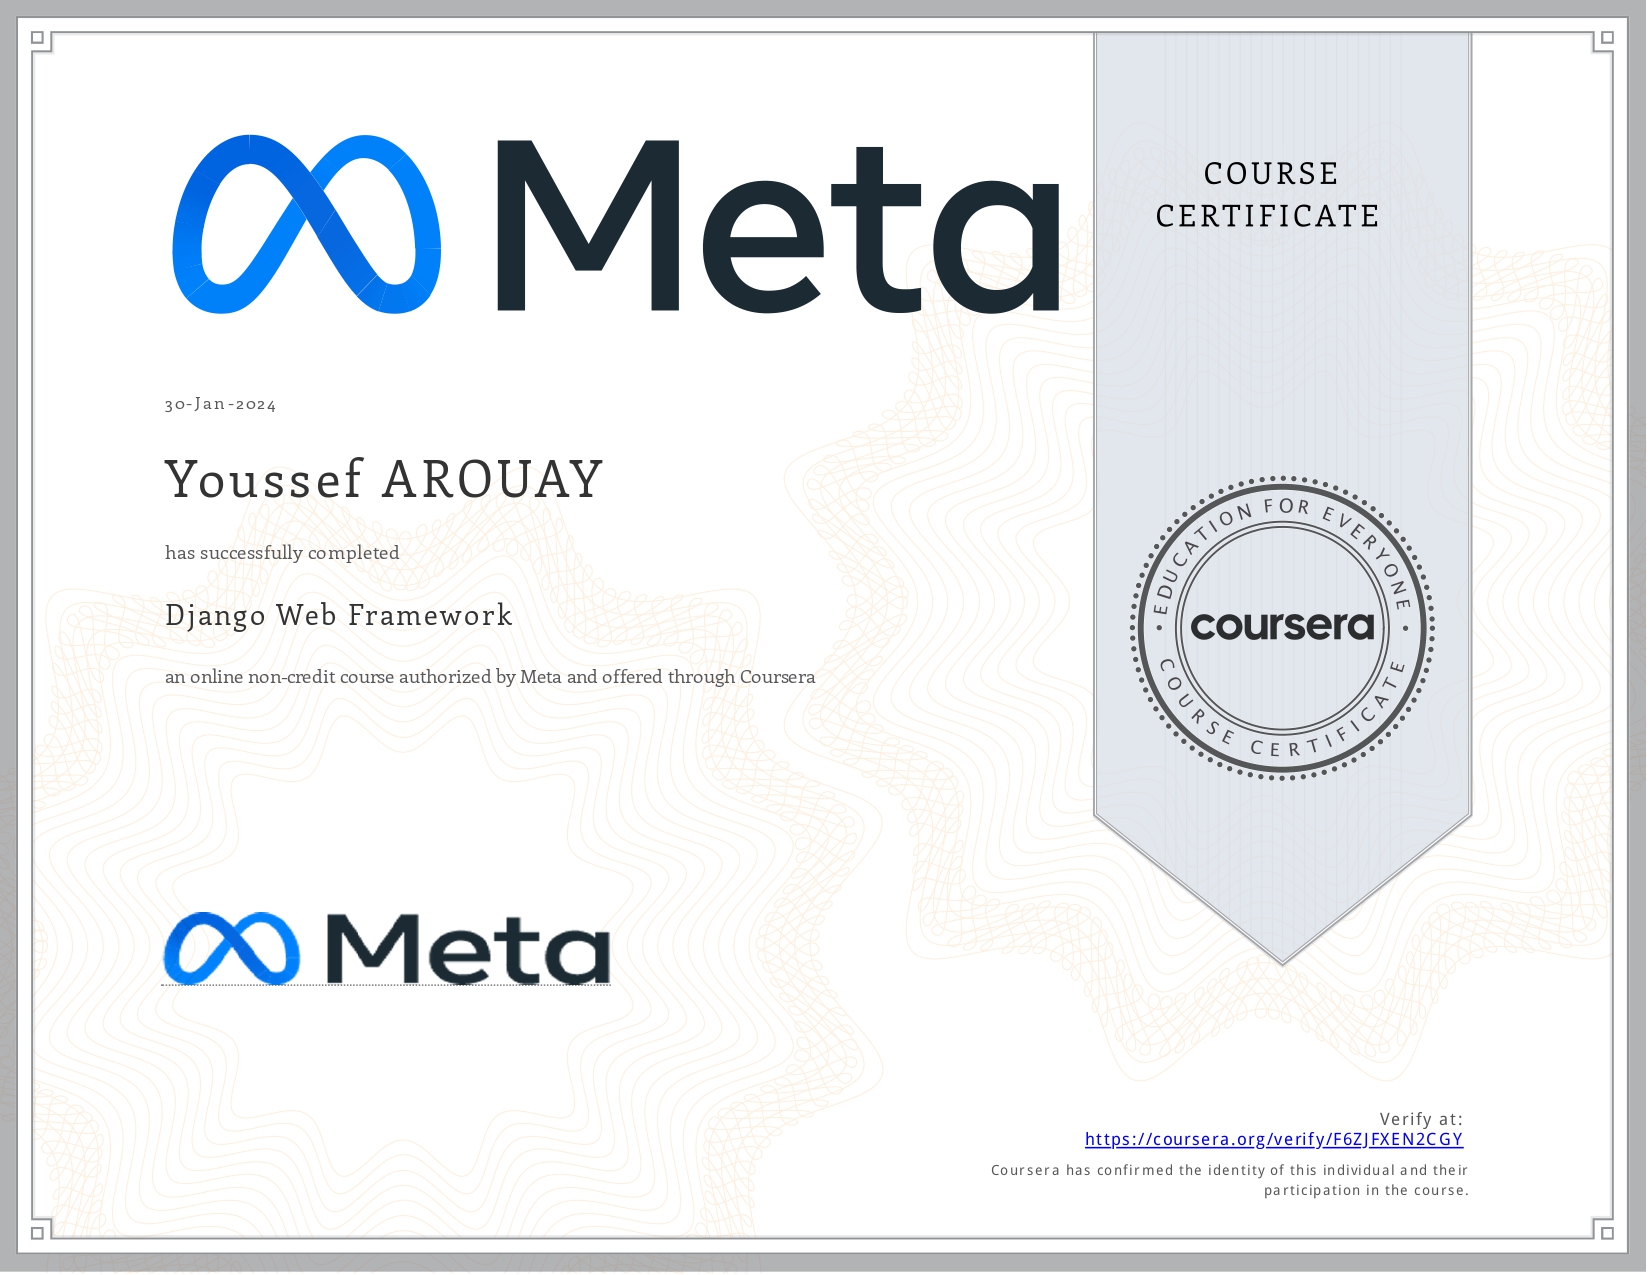 Meta
COURSE
CERTIFICATE
30-Jan-2024
Youssef AROUAY
has successfully completed
Django Web Framework
an online non-credit course authorized by Meta and offered through Coursera
EDUCATION FOR EVERYONE
coursera
COURSE CERTIFICATE
Meta
Verify at:
https://coursera.org/verify/F6ZJFXEN2CGY
Coursera has confirmed the identity of this individual and their
participation in the course.